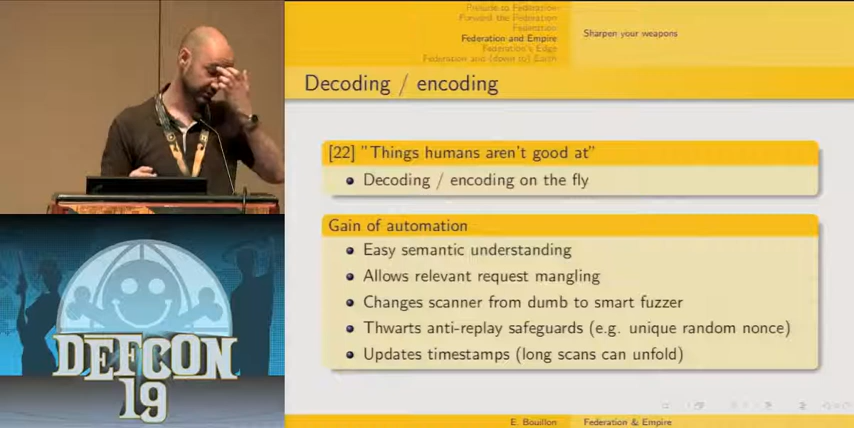 Prelude to Federation
Forward the Federation
Federation
Federation and Empire
Federation's Edge
Federation and (down to) Earth
Sharpen your weapons
Decoding / encoding
[22] "Things humans aren't good at"
Decoding / encoding on the fly
Gain of automation
Easy semantic understanding
Allows relevant request mangling
Changes scanner from dumb to smart fuzzer
Thwarts anti-replay safeguards (e.g. unique random nonce)
Updates timestamps (long scans can unfold)
DEFCON
19
E. Bouillon
Federation & Empire